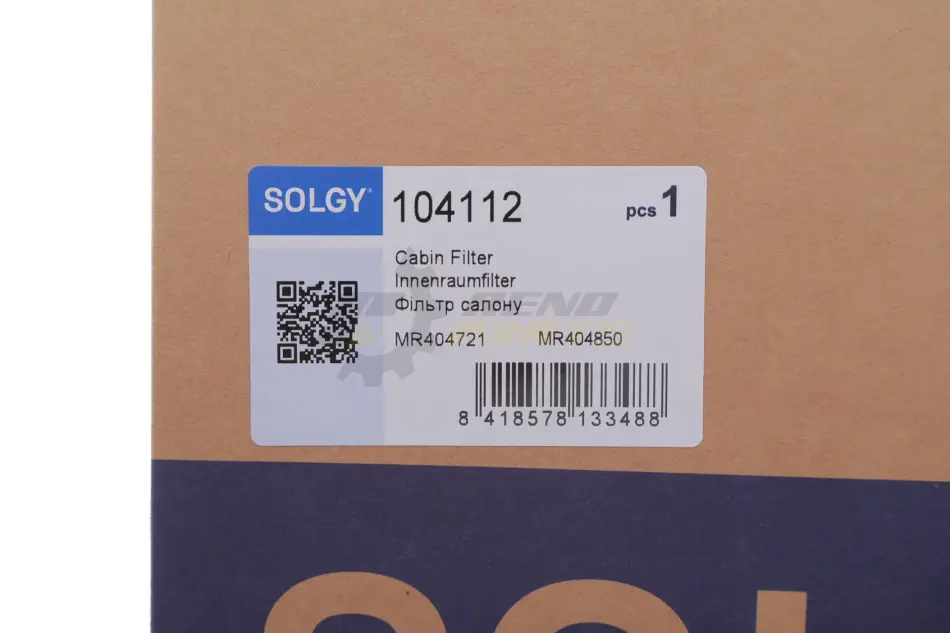 SOLGY® 104112 pcs 1
Cabin Filter
Innenraumfilter
Фільтр салону
MR404721 MR404850
8 418578 133488